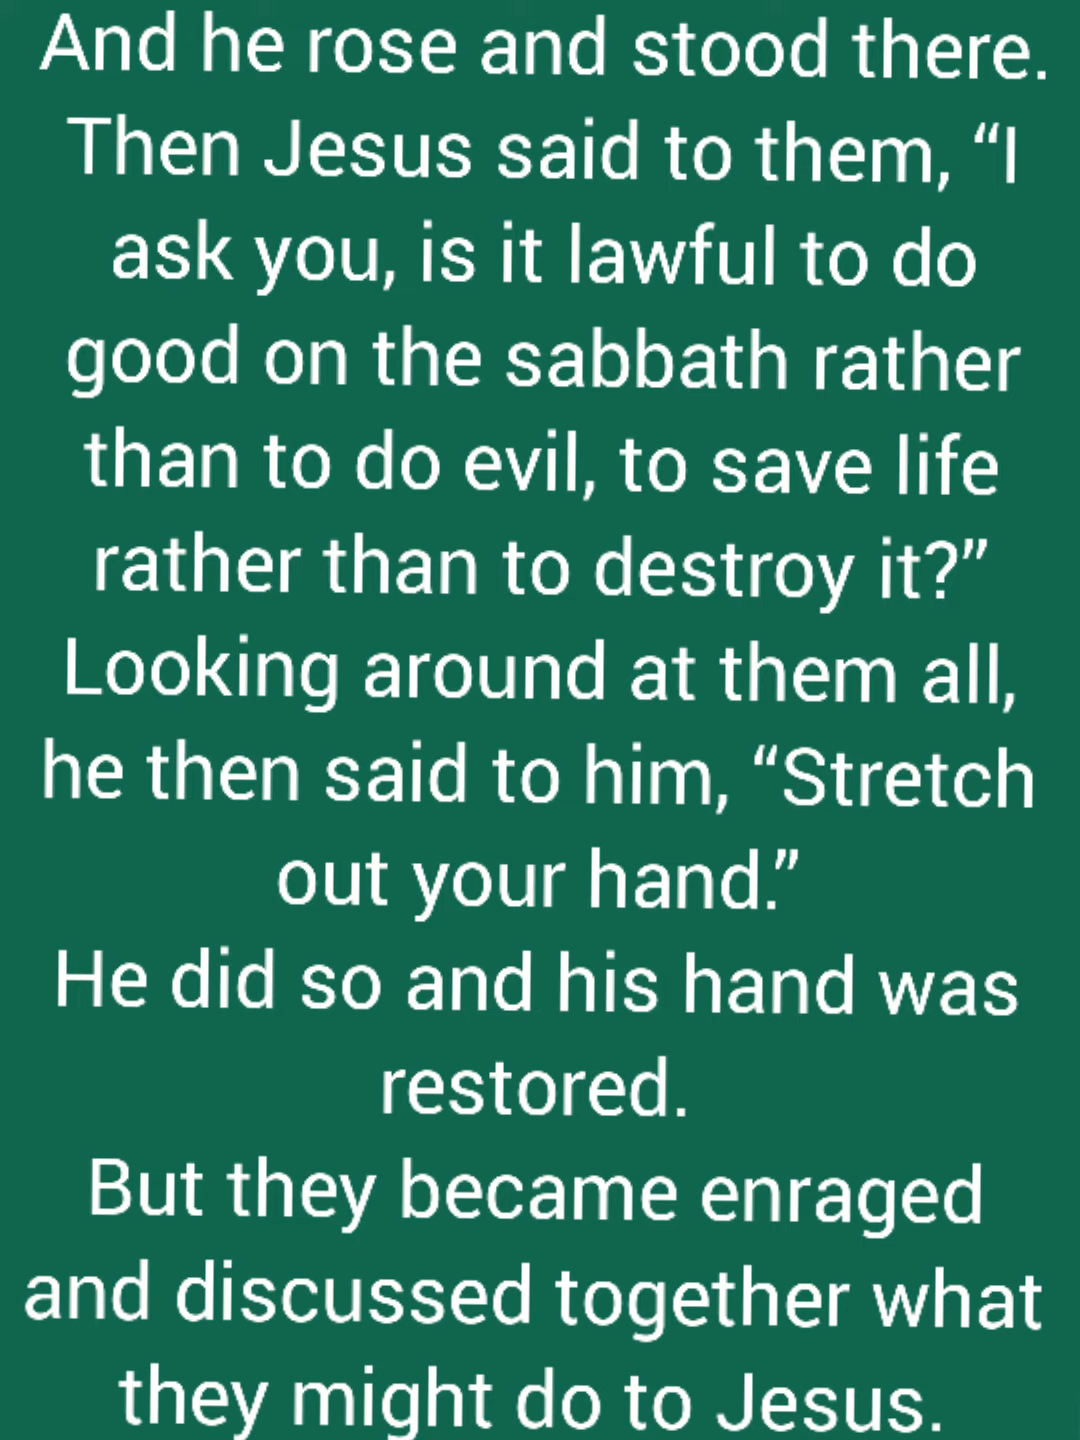 And he rose and stood there.
Then Jesus said to them, “I
ask you, is it lawful to do
good on the sabbath rather
than to do evil, to save life
rather than to destroy it?”
Looking around at them all,
he then said to him, “Stretch
out your hand.”
He did so and his hand was
restored.
But they became enraged
and discussed together what
they might do to Jesus.